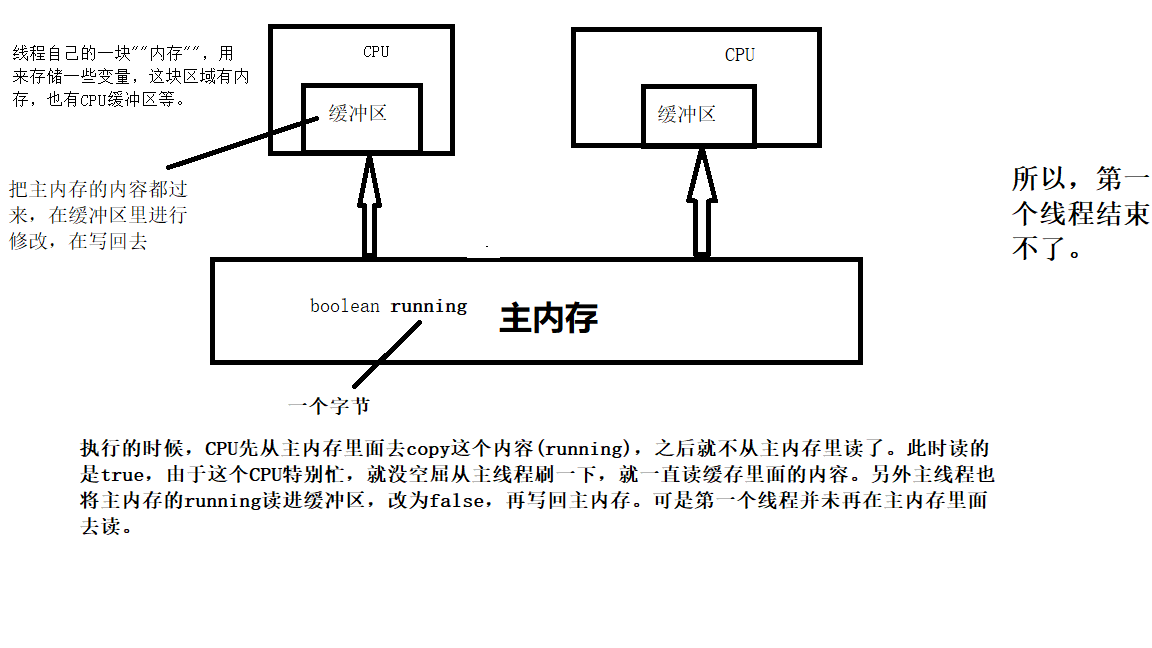 线程自己的一块""内存"", 用
来存储一些变量, 这块区域有内
存, 也有CPU缓冲区等。
CPU
缓冲区
CPU
缓冲区
把主内存的内容都过
来, 在缓冲区里进行
修改, 在写回去
所以, 第一
个线程结束
不了。
boolean running
主内存
一个字节
执行的时候, CPU先从主内存里面去copy这个内容(running), 之后就不从主内存里读了。此时读的
是true, 由于这个CPU特别忙, 就没空屈从主线程刷一下, 就一直读缓存里面的内容。另外主线程也
将主内存的running读进缓冲区, 改为false, 再写回主内存。可是第一个线程并未再在主内存里面
去读。